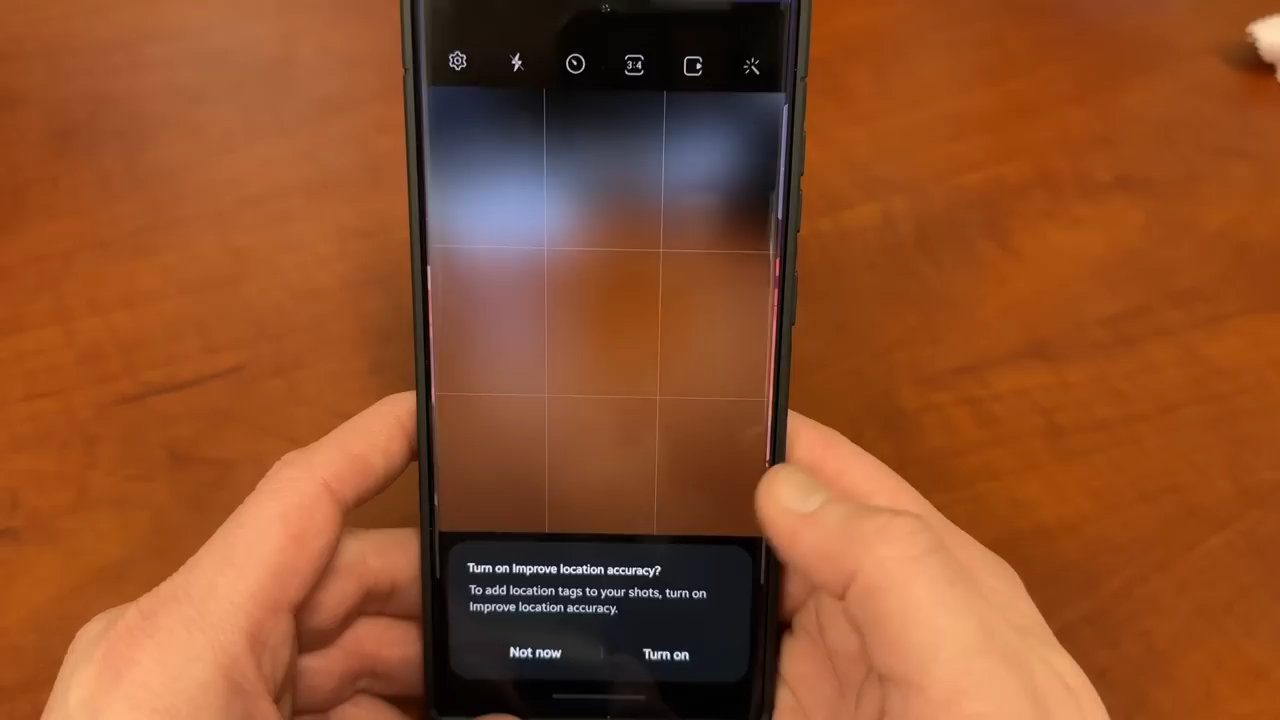 3:4
Turn on Improve location accuracy?
To add location tags to your shots, turn on
Improve location accuracy.
Not now
Turn on